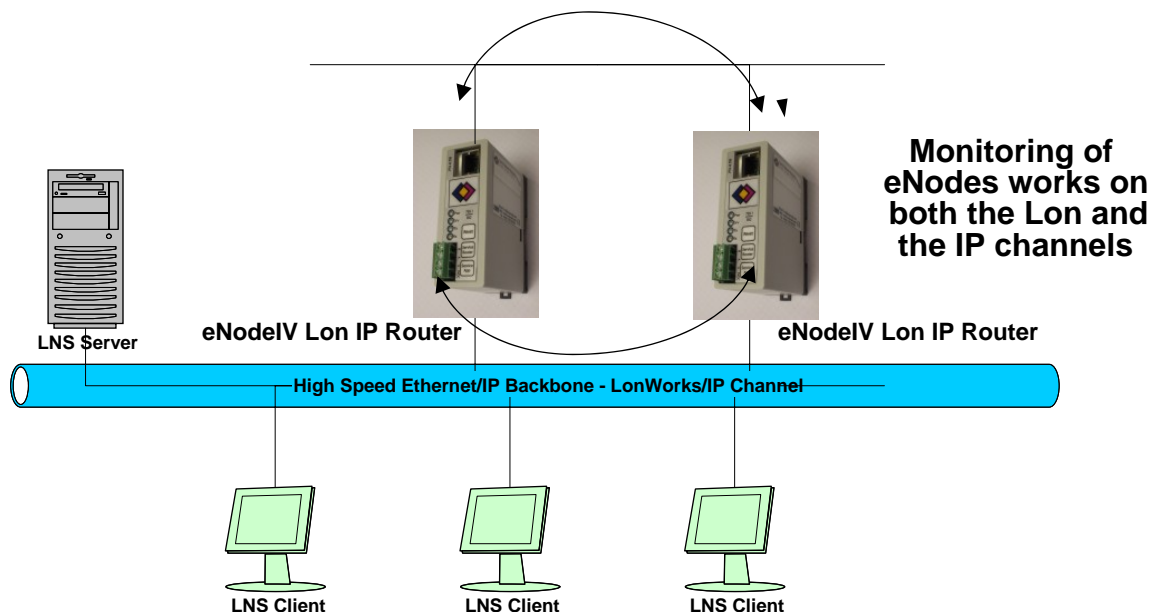 Monitoring of
eNodes works on
both the Lon and
the IP channels
eNodeIV Lon IP Router
eNodeIV Lon IP Router
LNS Server
High Speed Ethernet/IP Backbone - LonWorks/IP Channel
LNS Client
LNS Client
LNS Client